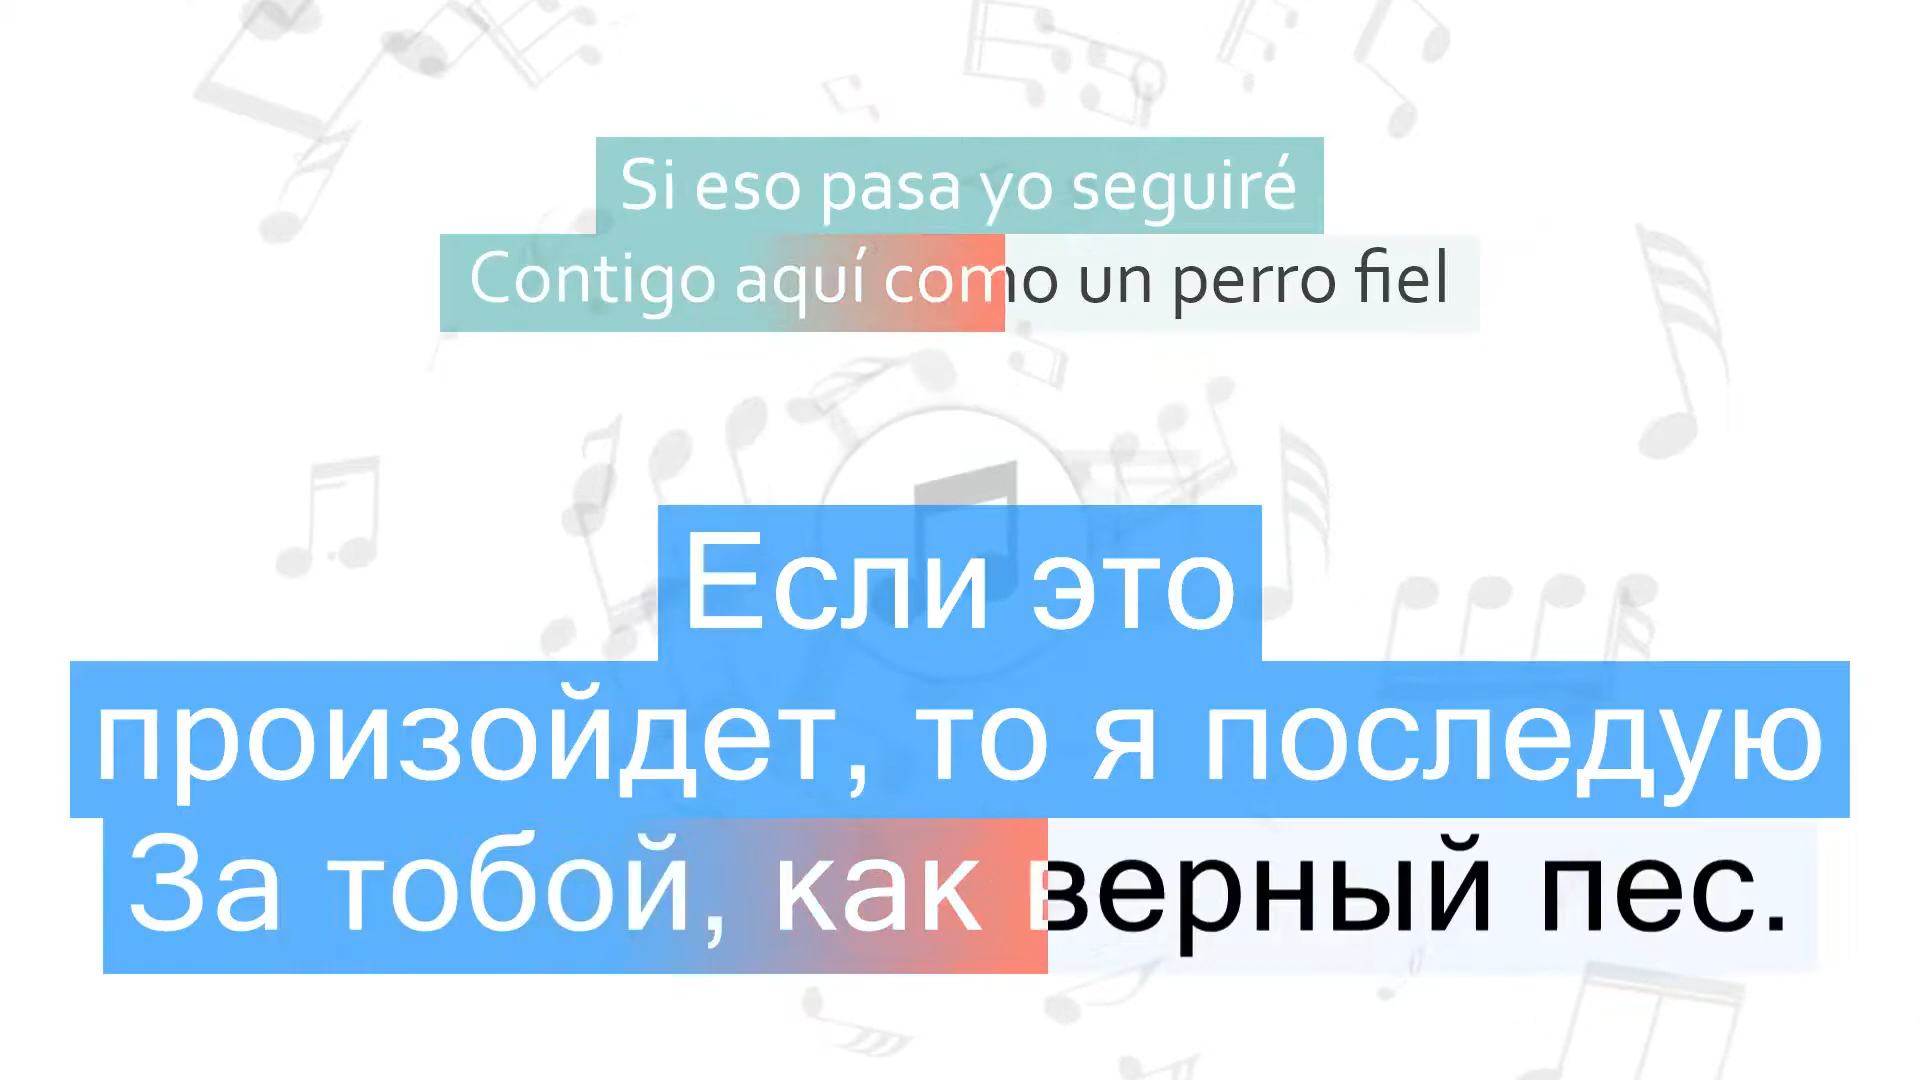 Si eso pasa yo seguiré
Contigo aquí como un perro fiel
Если это
произойдет, то я последую
За тобой, как верный пес.